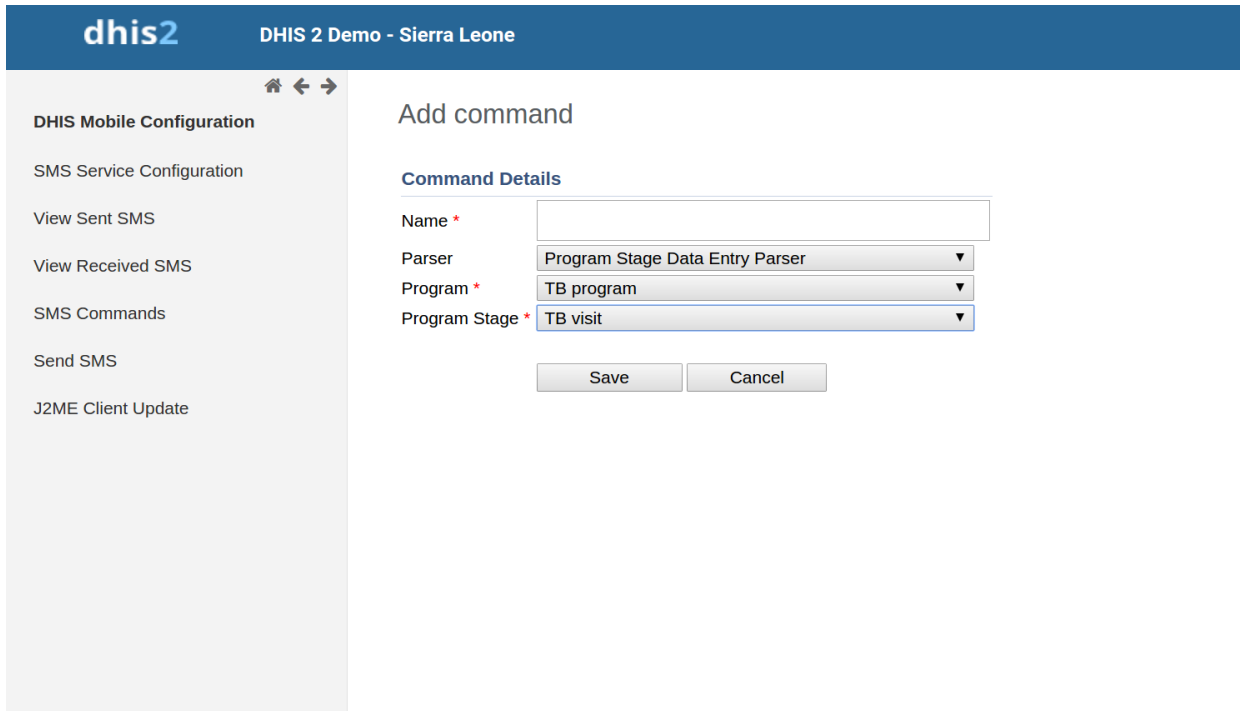 dhis2 DHIS 2 Demo - Sierra Leone
DHIS Mobile Configuration
SMS Service Configuration
View Sent SMS
View Received SMS
SMS Commands
Send SMS
J2ME Client Update
Add command
Command Details
Name *
Parser Program Stage Data Entry Parser
Program * TB program
Program Stage * TB visit
Save Cancel